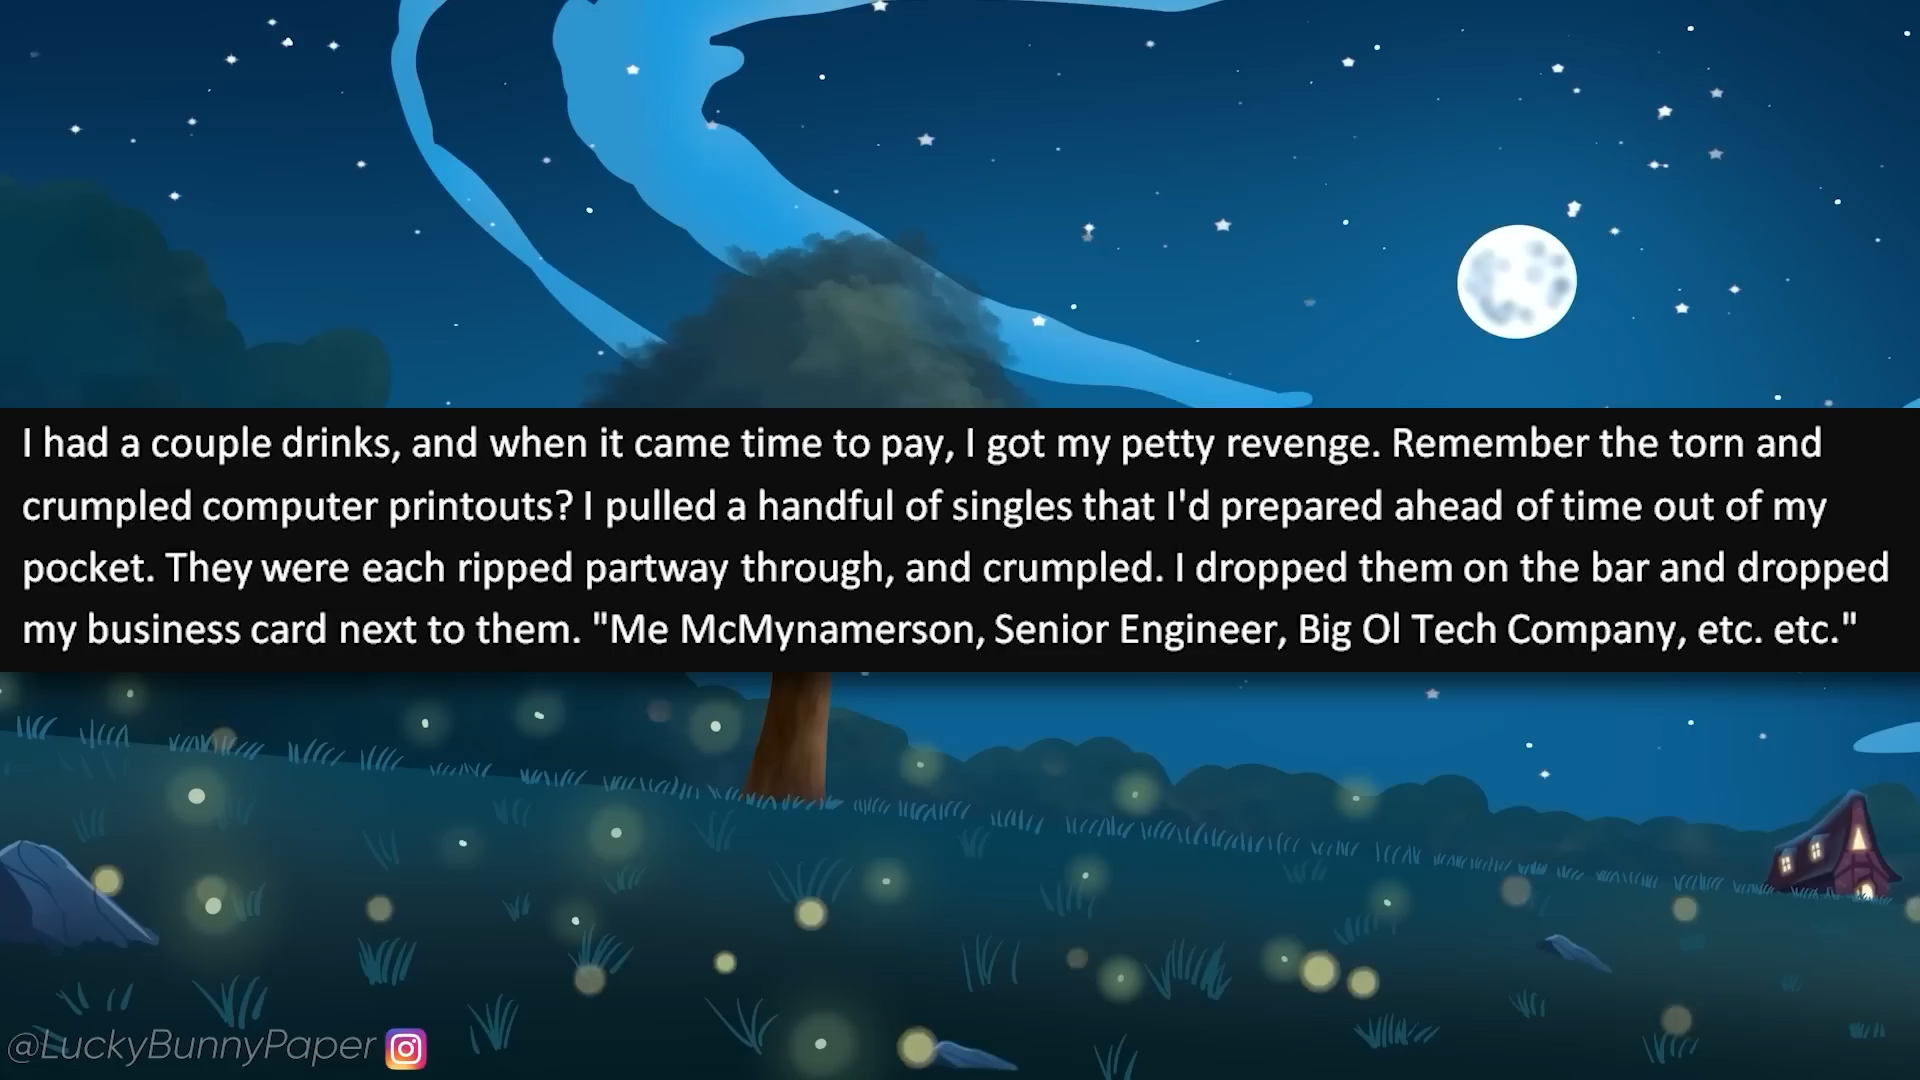 I had a couple drinks, and when it came time to pay, I got my petty revenge. Remember the torn and
crumpled computer printouts? I pulled a handful of singles that I'd prepared ahead of time out of my
pocket. They were each ripped partway through, and crumpled. I dropped them on the bar and dropped
my business card next to them. "Me McMynamerson, Senior Engineer, Big Ol Tech Company, etc. etc."
@LuckyBunnyPaper